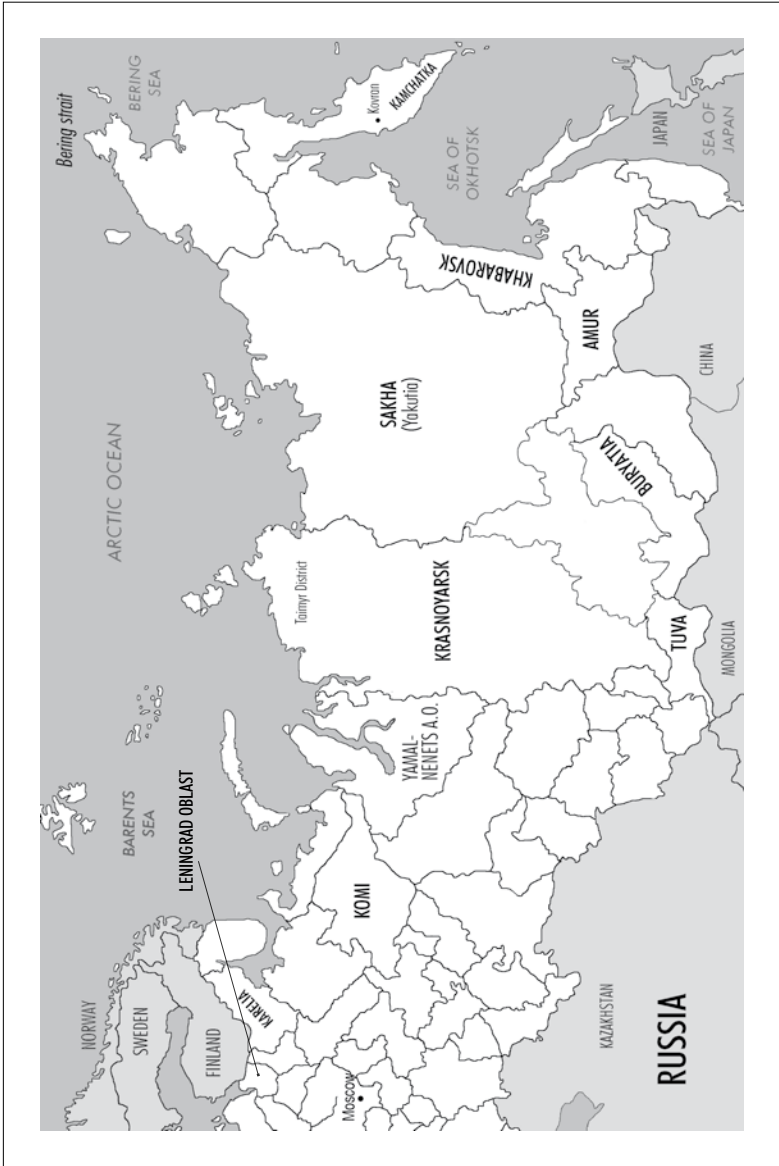 Bering strait
BERING
SEA
Kovran
KAMCHATKA
SEA OF
OKHOTSK
JAPAN
SEA OF
JAPAN
ARCTIC OCEAN
SAKHA
(Yakutia)
KHABAROVSK
AMUR
CHINA
BURYATIA
Taimyr District
KRASNOYARSK
TUVA
MONGOLIA
YAMAL-
NENETS A.O.
BARENTS
SEA
LENINGRAD OBLAST
KOMI
NORWAY
SWEDEN
FINLAND
KARELIA
Moscow
KAZAKHSTAN
RUSSIA